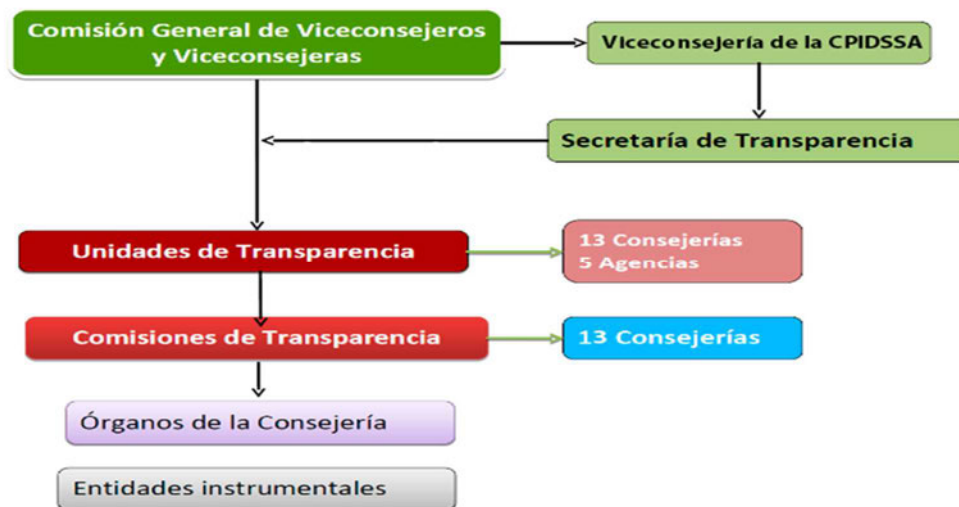 Comisión General de Viceconsejeros
y Viceconsejeras
Viceconsejería de la CPIDSSA
Secretaría de Transparencia
Unidades de Transparencia
13 Consejerías
5 Agencias
Comisiones de Transparencia
13 Consejerías
Órganos de la Consejería
Entidades instrumentales